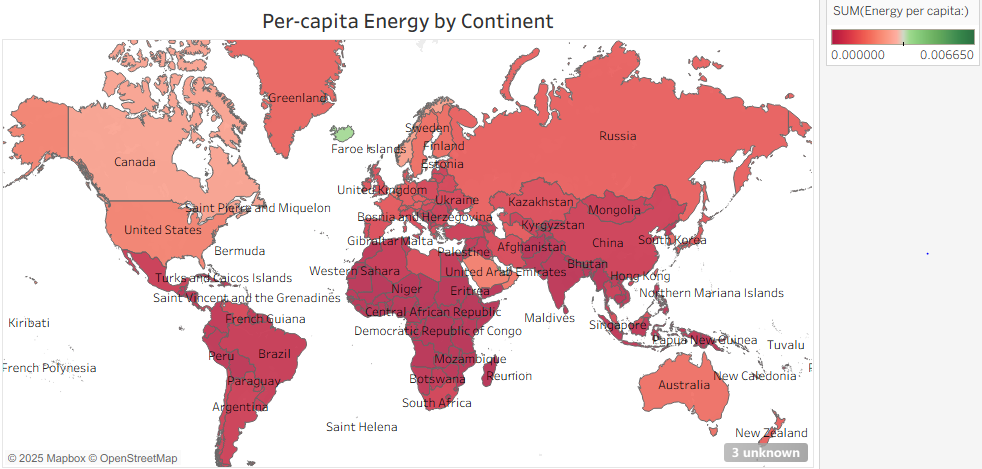 Per-capita Energy by Continent
SUM(Energy per capita:)
0.000000 0.006650
Greenland
Sweden
Faroe Islands
Finland
Russia
Canada
Estonia
United Kingdom
Saint Pierre and Miquelon
Ukraine
Kazakhstan
Mongolia
Bosnia and Herzegovina
United States
Kyrgyzstan
Gibraltar Malta
China
South Korea
Bermuda
Palestine
Afghanistan
Bhutan
Western Sahara
United Arab Emirates
Turks and Caicos Islands
Hong Kong
Niger
Eritrea
Northern Mariana Islands
Saint Vincent and the Grenadines
Central African Republic
French Guiana
Maldives
Kiribati
Singapore
Democratic Republic of Congo
Papua New Guinea
Tuvalu
Peru
Brazil
Mozambique
French Polynesia
Reunion
New Caledonia
Paraguay
Botswana
Australia
Argentina
South Africa
Saint Helena
New Zealand
3 unknown
© 2025 Mapbox © OpenStreetMap